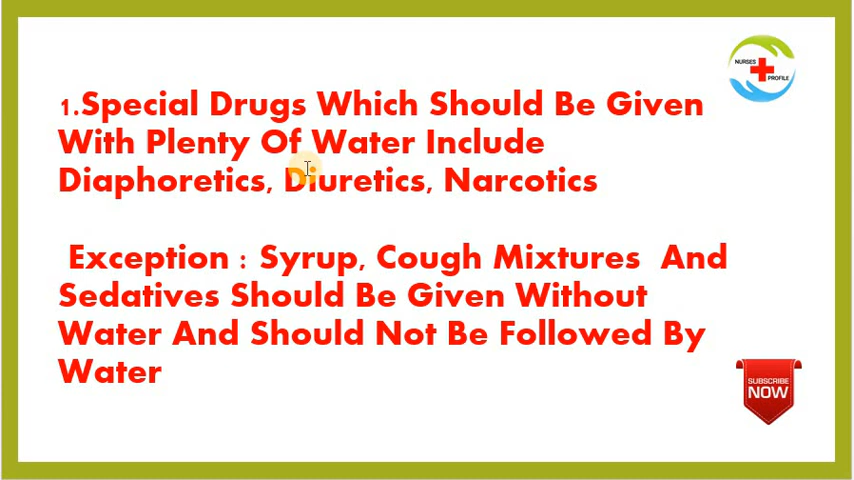 NURSES
PROFILE
1.Special Drugs Which Should Be Given
With Plenty Of Water Include
Diaphoretics, Diuretics, Narcotics
Exception : Syrup, Cough Mixtures And
Sedatives Should Be Given Without
Water And Should Not Be Followed By
Water
SUBSCRIBE
NOW